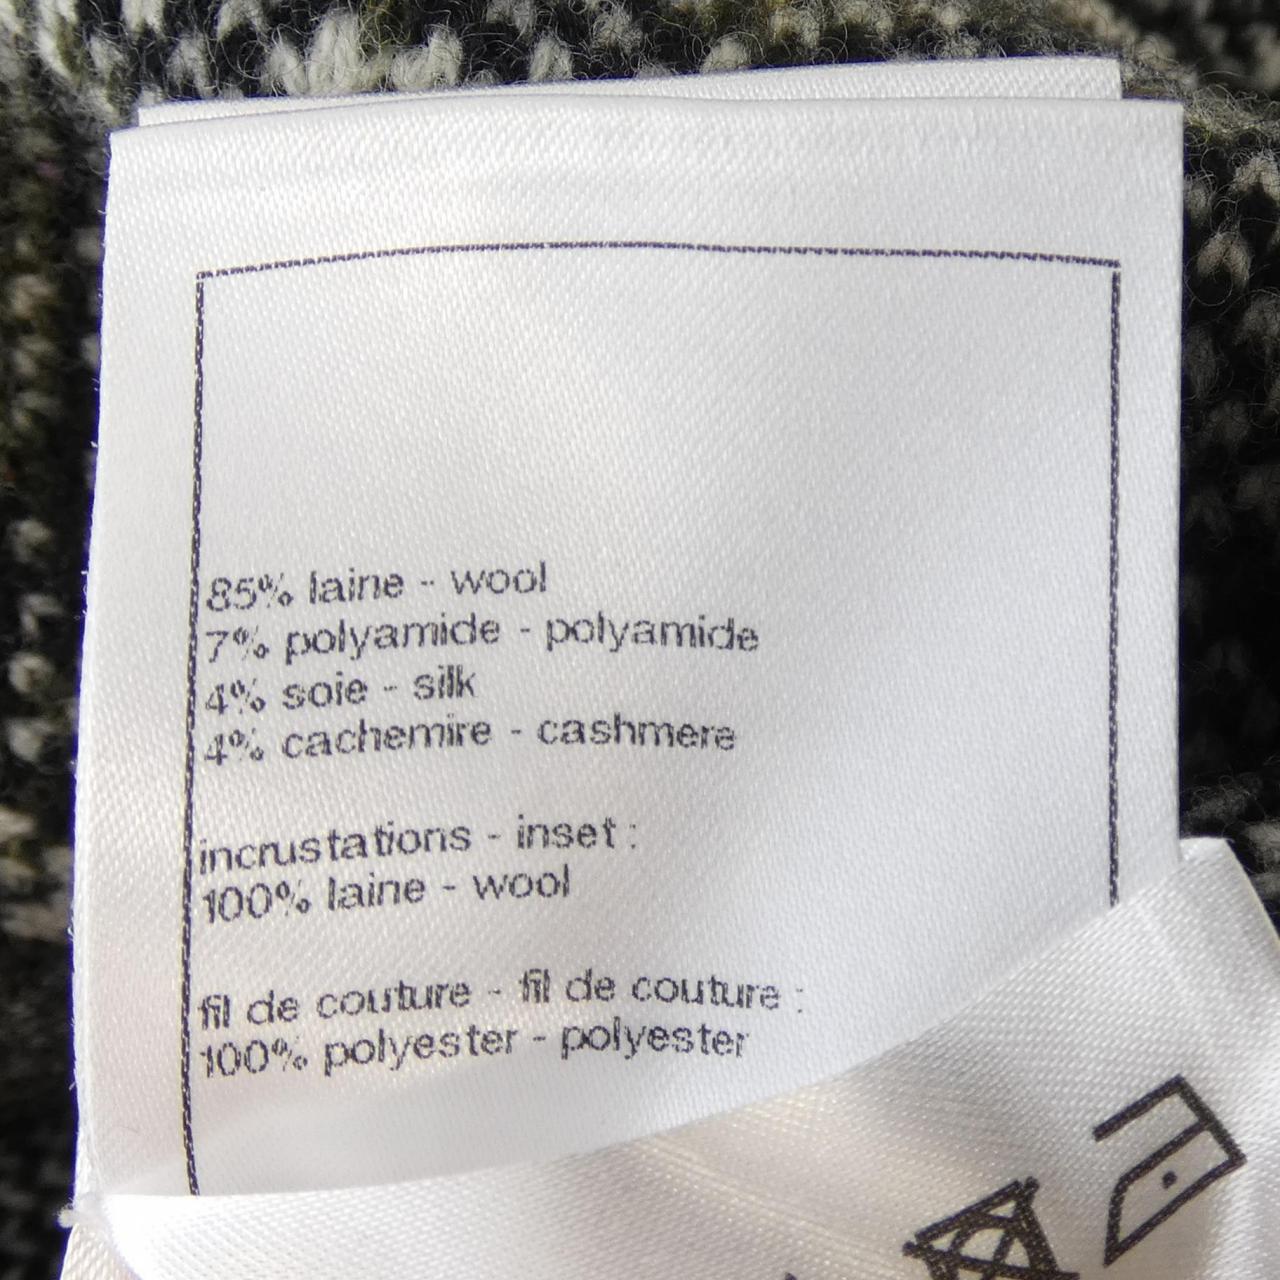 85% laine - wool
7% polyamide - polyamide
4% soie - silk
4% cachemire - cashmere
incrustations - inset :
100% laine - wool
fil de couture - fil de couture :
100% polyester - polyester